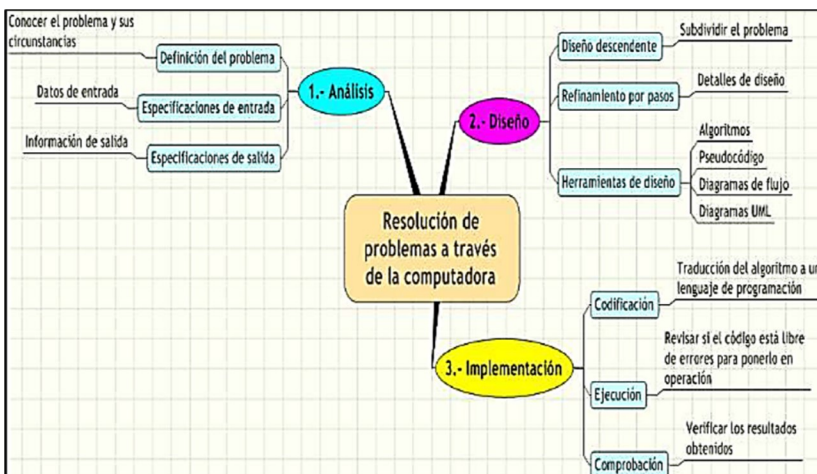 Conocer el problema y sus
circunstancias
Definición del problema
Datos de entrada
Especificaciones de entrada
Información de salida
Especificaciones de salida
1.- Análisis
2.- Diseño
Diseño descendente
Subdividir el problema
Refinamiento por pasos
Detalles de diseño
Herramientas de diseño
Algoritmos
Pseudocódigo
Diagramas de flujo
Diagramas UML
Resolución de
problemas a través
de la computadora
3.- Implementación
Codificación
Traducción del algoritmo a un
lenguaje de programación
Ejecución
Revisar si el código está libre
de errores para ponerlo en
operación
Comprobación
Verificar los resultados
obtenidos